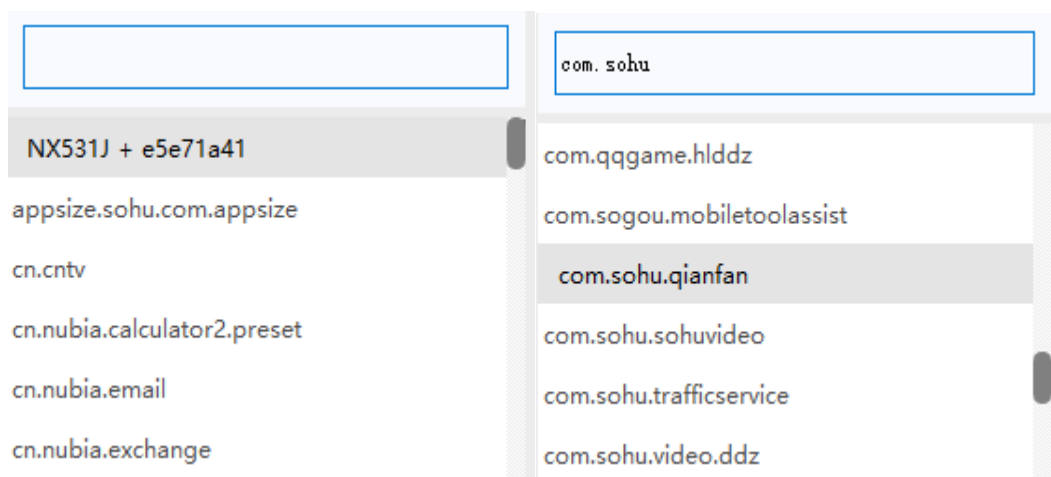 NX531J + e5e71a41
appsize.sohu.com.appsize
cn.cntv
cn.nubia.calculator2.preset
cn.nubia.email
cn.nubia.exchange
com.sohu
com.qqgame.hlddz
com.sogou.mobiletoolassist
com.sohu.qianfan
com.sohu.sohuvideo
com.sohu.trafficservice
com.sohu.video.ddz